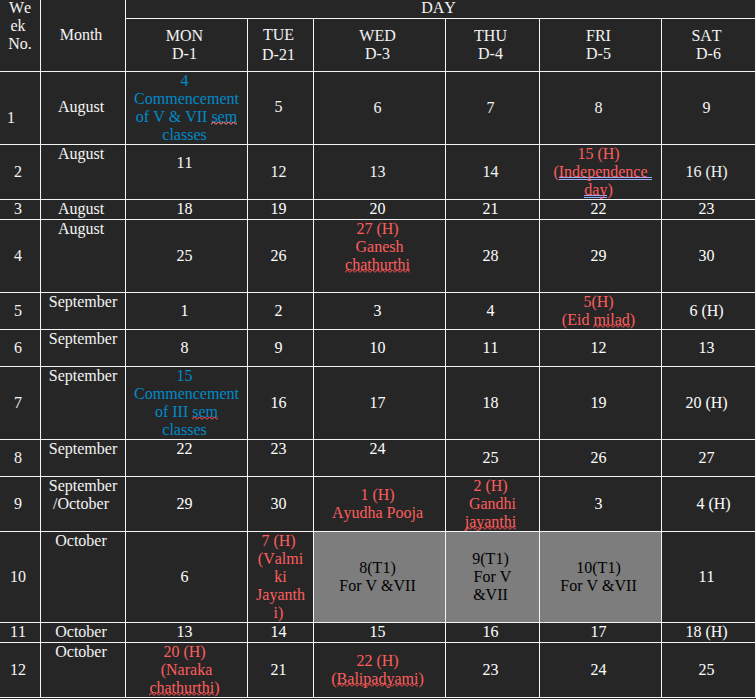 We
ek
No.
Month
DAY
MON
D-1
TUE
D-21
WED
D-3
THU
D-4
FRI
D-5
SAT
D-6
1
August
4
Commencement
of V & VII sem
classes
5
6
7
8
9
2
August
11
12
13
14
15 (H)
(Independence
day)
16 (H)
3
August
18
19
20
21
22
23
4
August
25
26
27 (H)
Ganesh
chathurthi
28
29
30
5
September
1
2
3
4
5(H)
(Eid milad)
6 (H)
6
September
8
9
10
11
12
13
7
September
15
Commencement
of III sem
classes
16
17
18
19
20 (H)
8
September
22
23
24
25
26
27
9
September
/October
29
30
1 (H)
Ayudha Pooja
2 (H)
Gandhi
jayanthi
3
4 (H)
10
October
6
7 (H)
(Valmi
ki
Jayanth
i)
8(T1)
For V &VII
9(T1)
For V
&VII
10(T1)
For V &VII
11
11
October
13
14
15
16
17
18 (H)
12
October
20 (H)
(Naraka
chathurthi)
21
22 (H)
(Balipadyami)
23
24
25